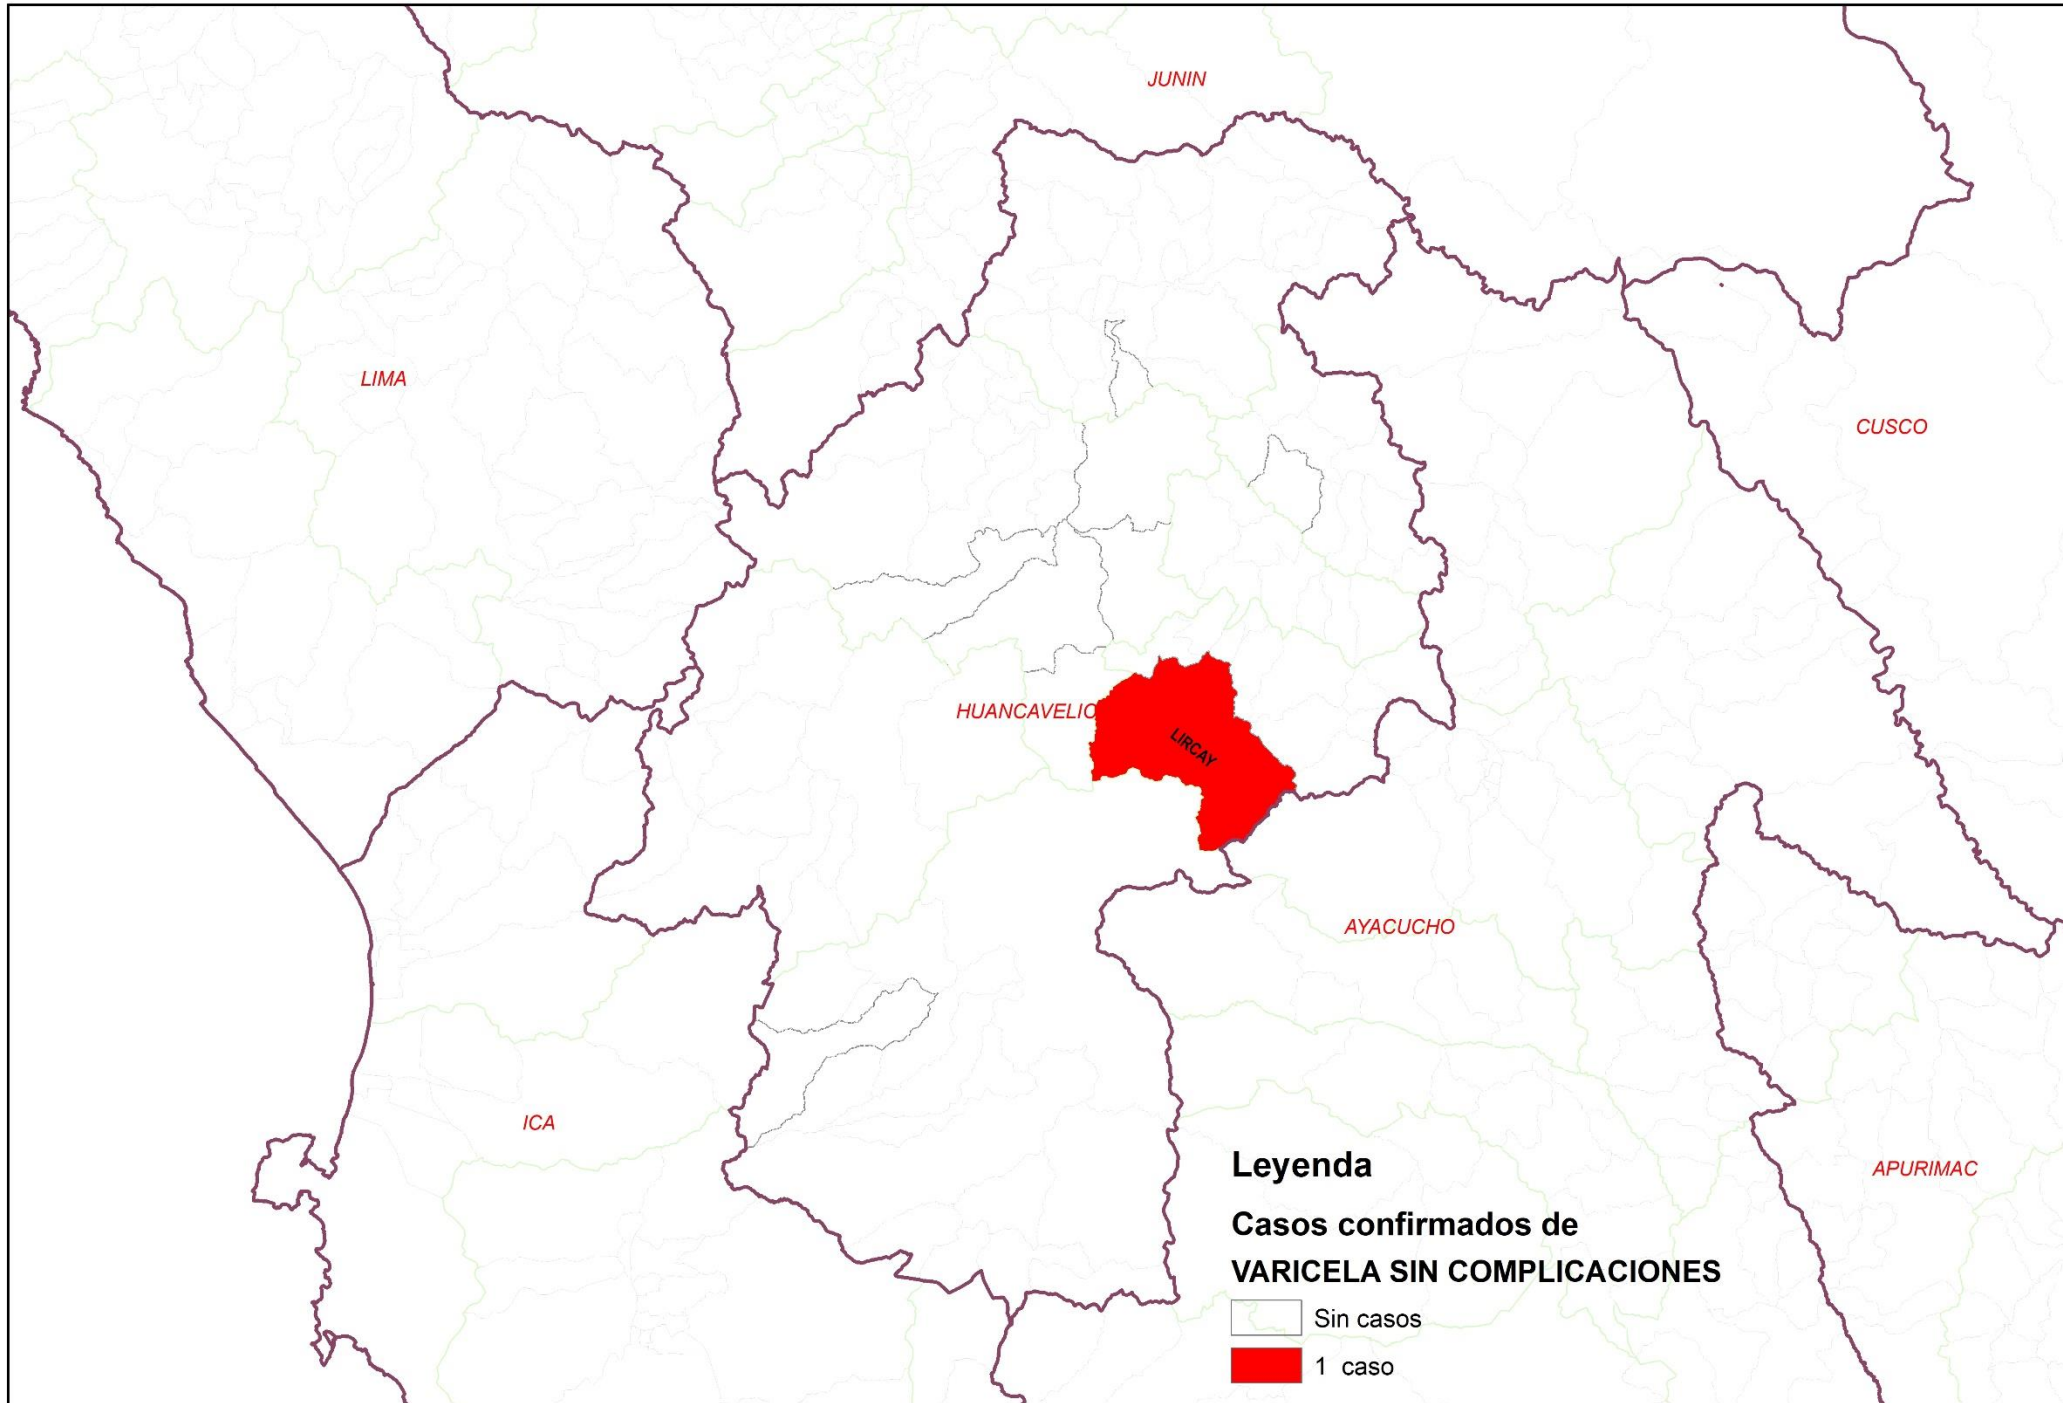 JUNIN
LIMA
CUSCO
HUANCAVELIC
LIRCAY
AYACUCHO
ICA
APURIMAC
Leyenda
Casos confirmados de
VARICELA SIN COMPLICACIONES
Sin casos
1 caso